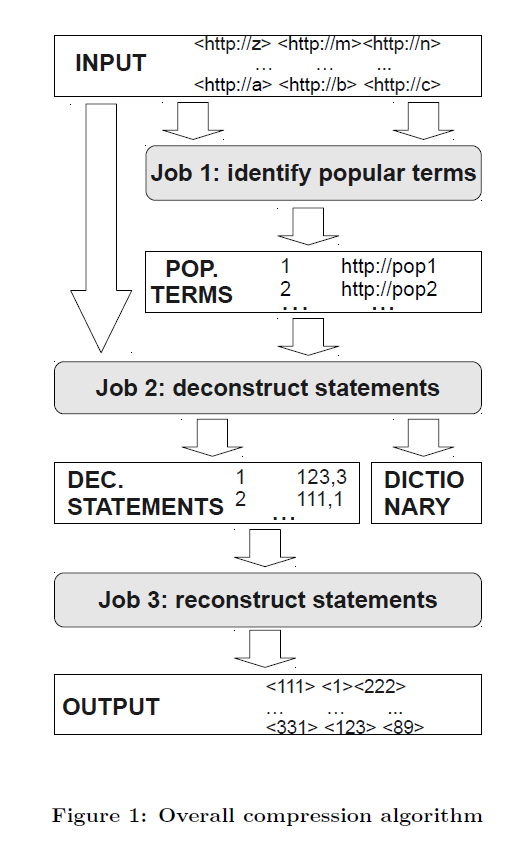 INPUT
<http://z> <http://m><http://n>
... ... ...
<http://a> <http://b> <http://c>
Job 1: identify popular terms
POP.
TERMS
1 http://pop1
2 http://pop2
... ...
Job 2: deconstruct statements
DEC.
STATEMENTS
1 123,3
2 111,1
...
DICTIO
NARY
Job 3: reconstruct statements
OUTPUT
<111> <1><222>
... ... ...
<331> <123> <89>
Figure 1: Overall compression algorithm